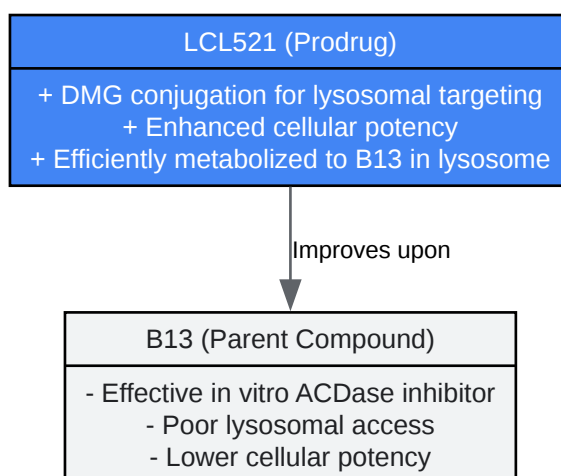 LCL521 (Prodrug)
+ DMG conjugation for lysosomal targeting
+ Enhanced cellular potency
+ Efficiently metabolized to B13 in lysosome
Improves upon
B13 (Parent Compound)
- Effective in vitro ACDase inhibitor
- Poor lysosomal access
- Lower cellular potency